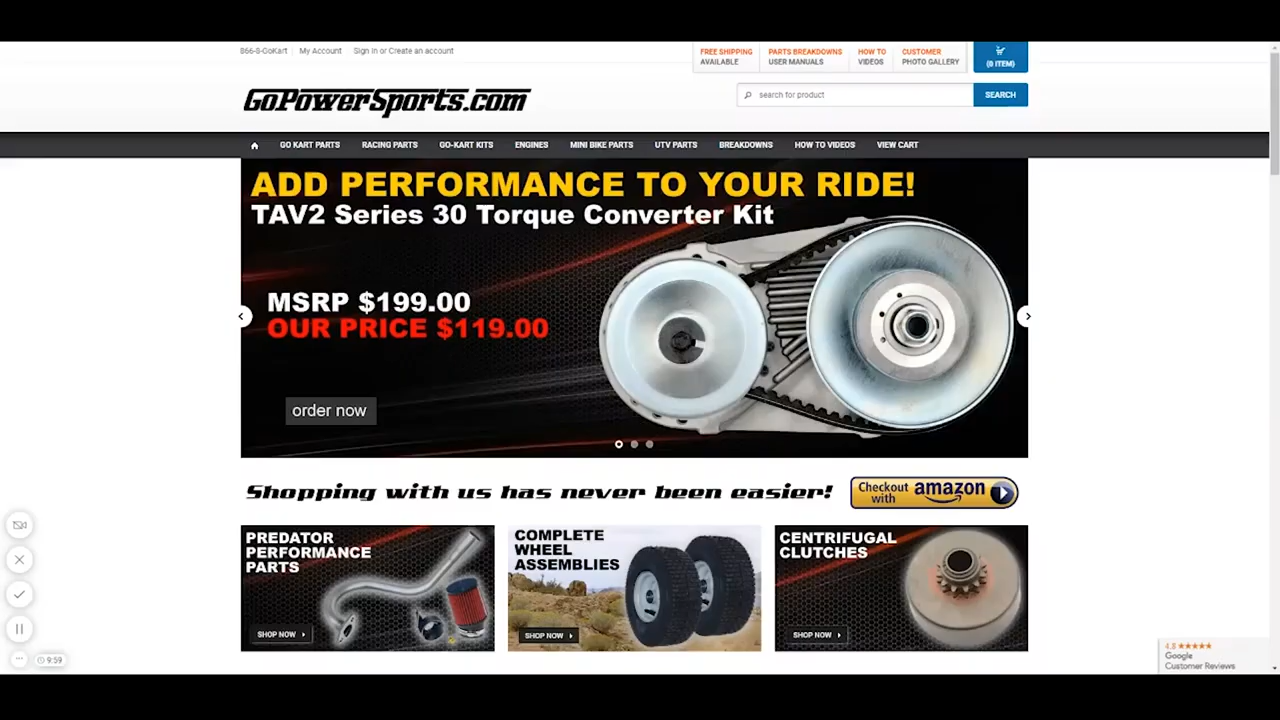 866-8-GoKart
My Account
Sign in or Create an account
FREE SHIPPING
AVAILABLE
PARTS BREAKDOWNS
USER MANUALS
HOW TO
VIDEOS
CUSTOMER
PHOTO GALLERY
(0 ITEM)
GoPowerSports.com
search for product
SEARCH
GO KART PARTS
RACING PARTS
GO-KART KITS
ENGINES
MINI BIKE PARTS
UTV PARTS
BREAKDOWNS
HOW TO VIDEOS
VIEW CART
ADD PERFORMANCE TO YOUR RIDE!
TAV2 Series 30 Torque Converter Kit
MSRP $199.00
OUR PRICE $119.00
order now
Shopping with us has never been easier!
Checkout
with amazon
PREDATOR
PERFORMANCE
PARTS
SHOP NOW
COMPLETE
WHEEL
ASSEMBLIES
SHOP NOW
CENTRIFUGAL
CLUTCHES
SHOP NOW
9:59
4.8
Google
Customer Reviews